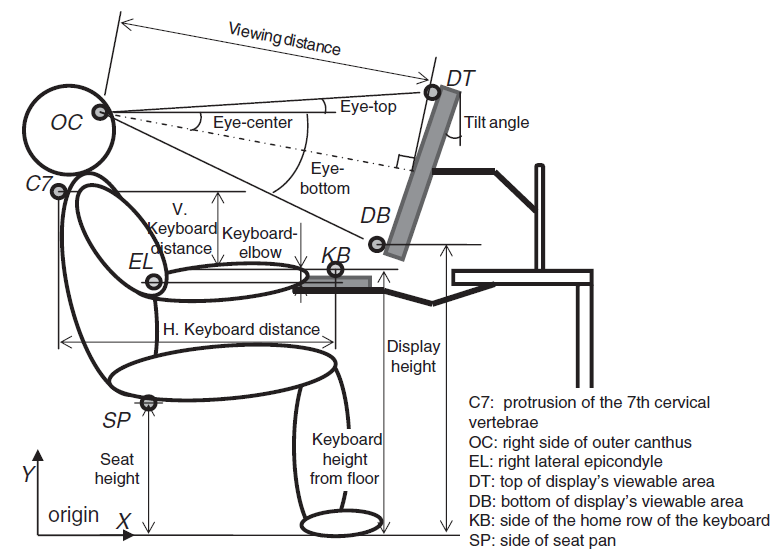 Viewing distance
DT
Eye-top
OC
Eye-center
Tilt angle
Eye-
bottom
C7
V.
Keyboard
distance
Keyboard-
elbow
DB
KB
EL
H. Keyboard distance
Display
height
C7: protrusion of the 7th cervical
vertebrae
OC: right side of outer canthus
EL: right lateral epicondyle
DT: top of display's viewable area
DB: bottom of display's viewable area
KB: side of the home row of the keyboard
SP: side of seat pan
SP
Seat
height
Keyboard
height
from floor
Y
origin
X